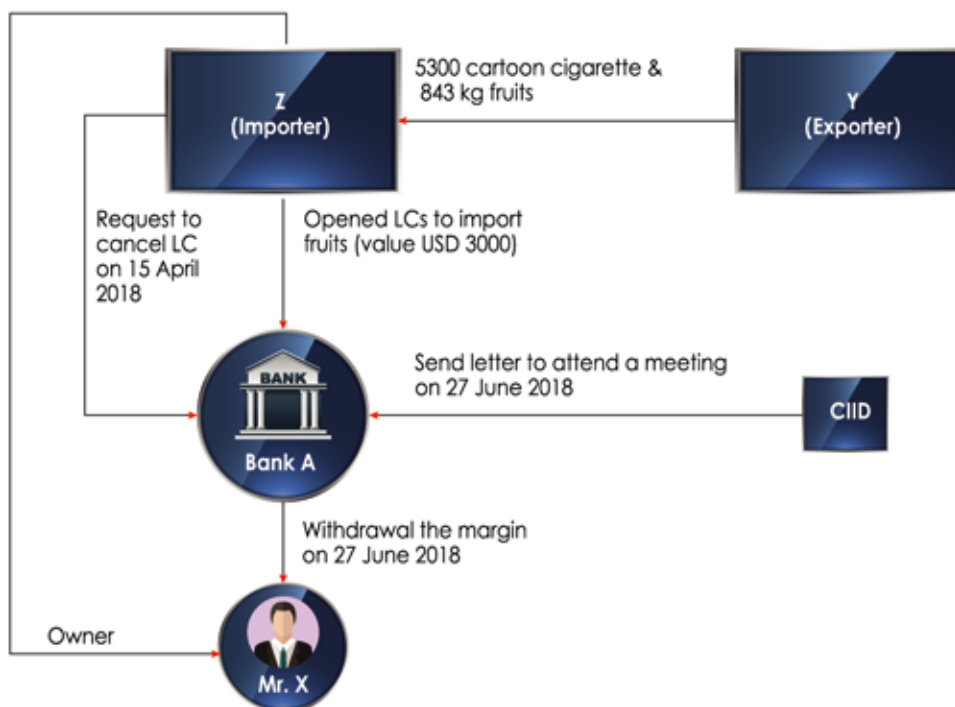 Z
(Importer)
5300 cartoon cigarette &
843 kg fruits
Y
(Exporter)
Request to
cancel LC
on 15 April
2018
Opened LCs to import
fruits (value USD 3000)
BANK
Bank A
Send letter to attend a meeting
on 27 June 2018
CIID
Withdrawal the margin
on 27 June 2018
Owner
Mr. X